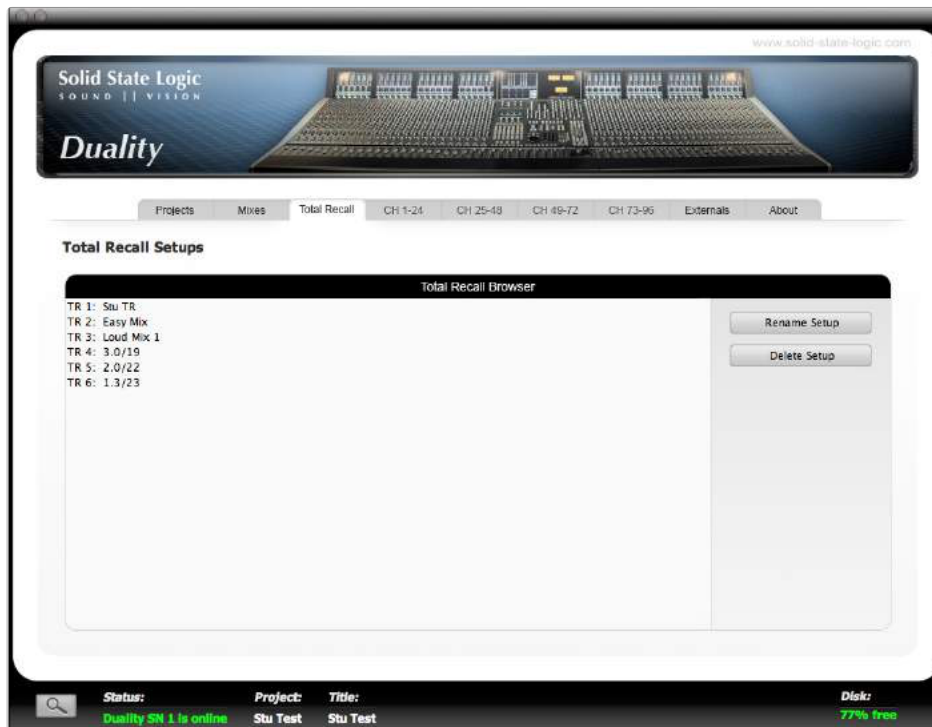 www.solid-state-logic.com
Solid State Logic
SOUND || VISION
Duality
Projects Mixes Total Recall CH 1-24 CH 25-48 CH 49-72 CH 73-96 Externals About
Total Recall Setups
Total Recall Browser
TR 1: Stu TR
TR 2: Easy Mix
TR 3: Loud Mix 1
TR 4: 3.0/19
TR 5: 2.0/22
TR 6: 1.3/23
Rename Setup
Delete Setup
Status: Project: Title: Disk:
Duality SN 1 is online Stu Test Stu Test 77% free